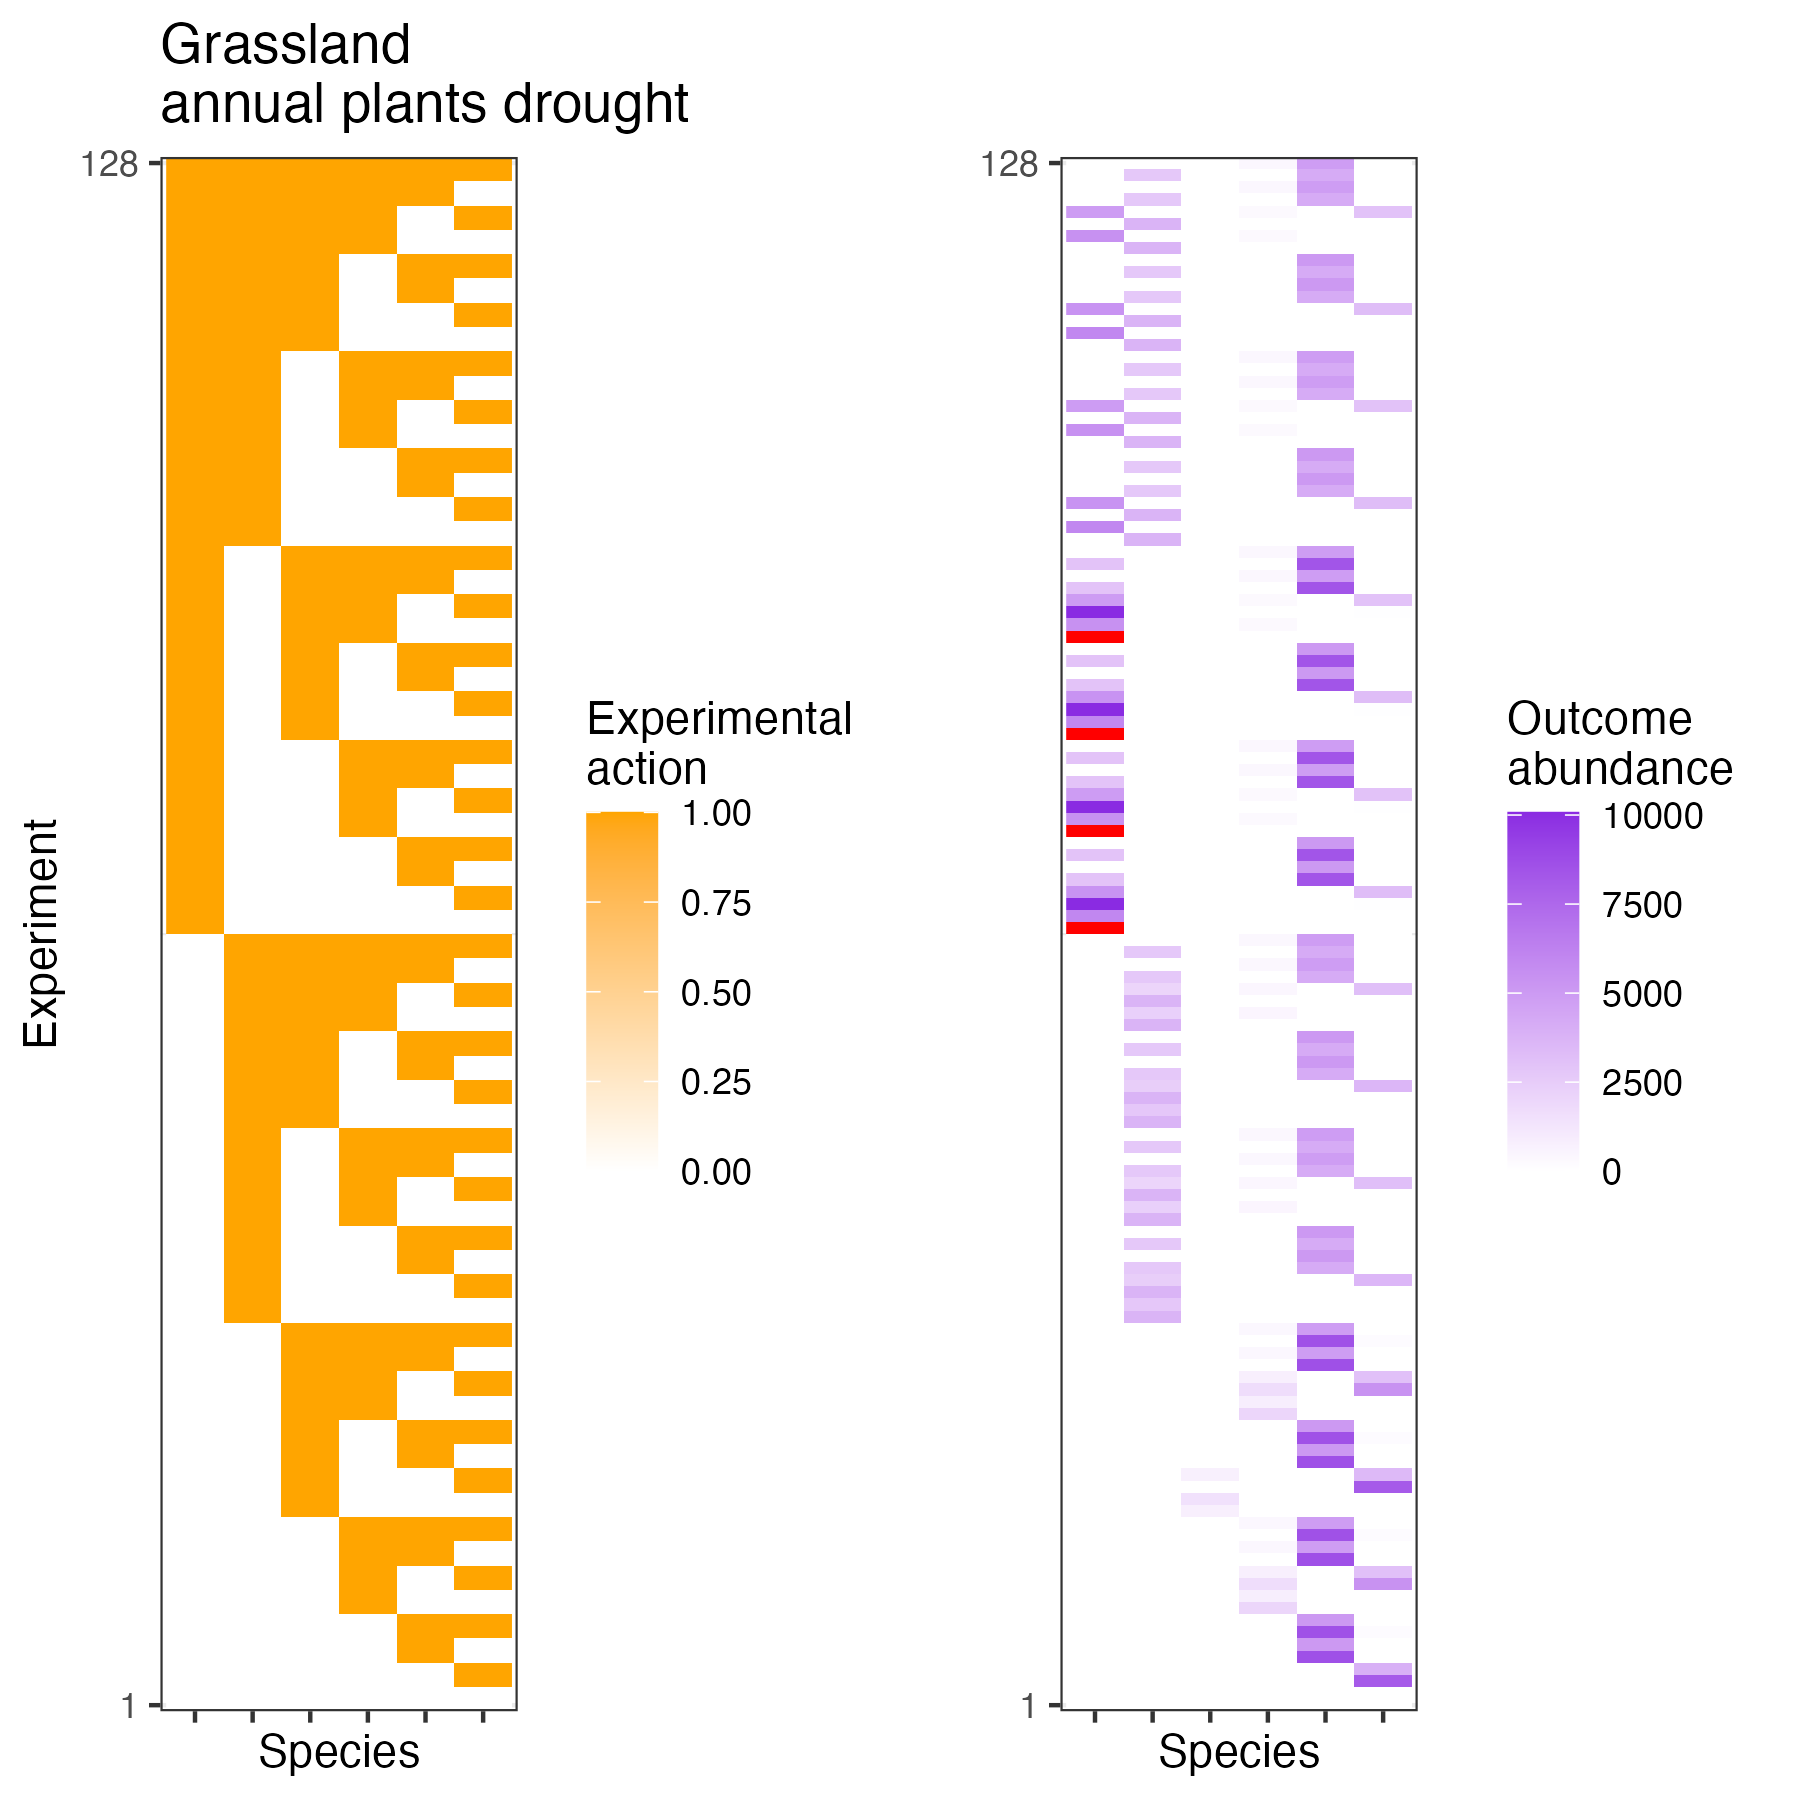 Grassland
annual plants drought
128
1
Experiment
Species
Experimental
action
1.00
0.75
0.50
0.25
0.00
128
1
Species
Outcome
abundance
10000
7500
5000
2500
0